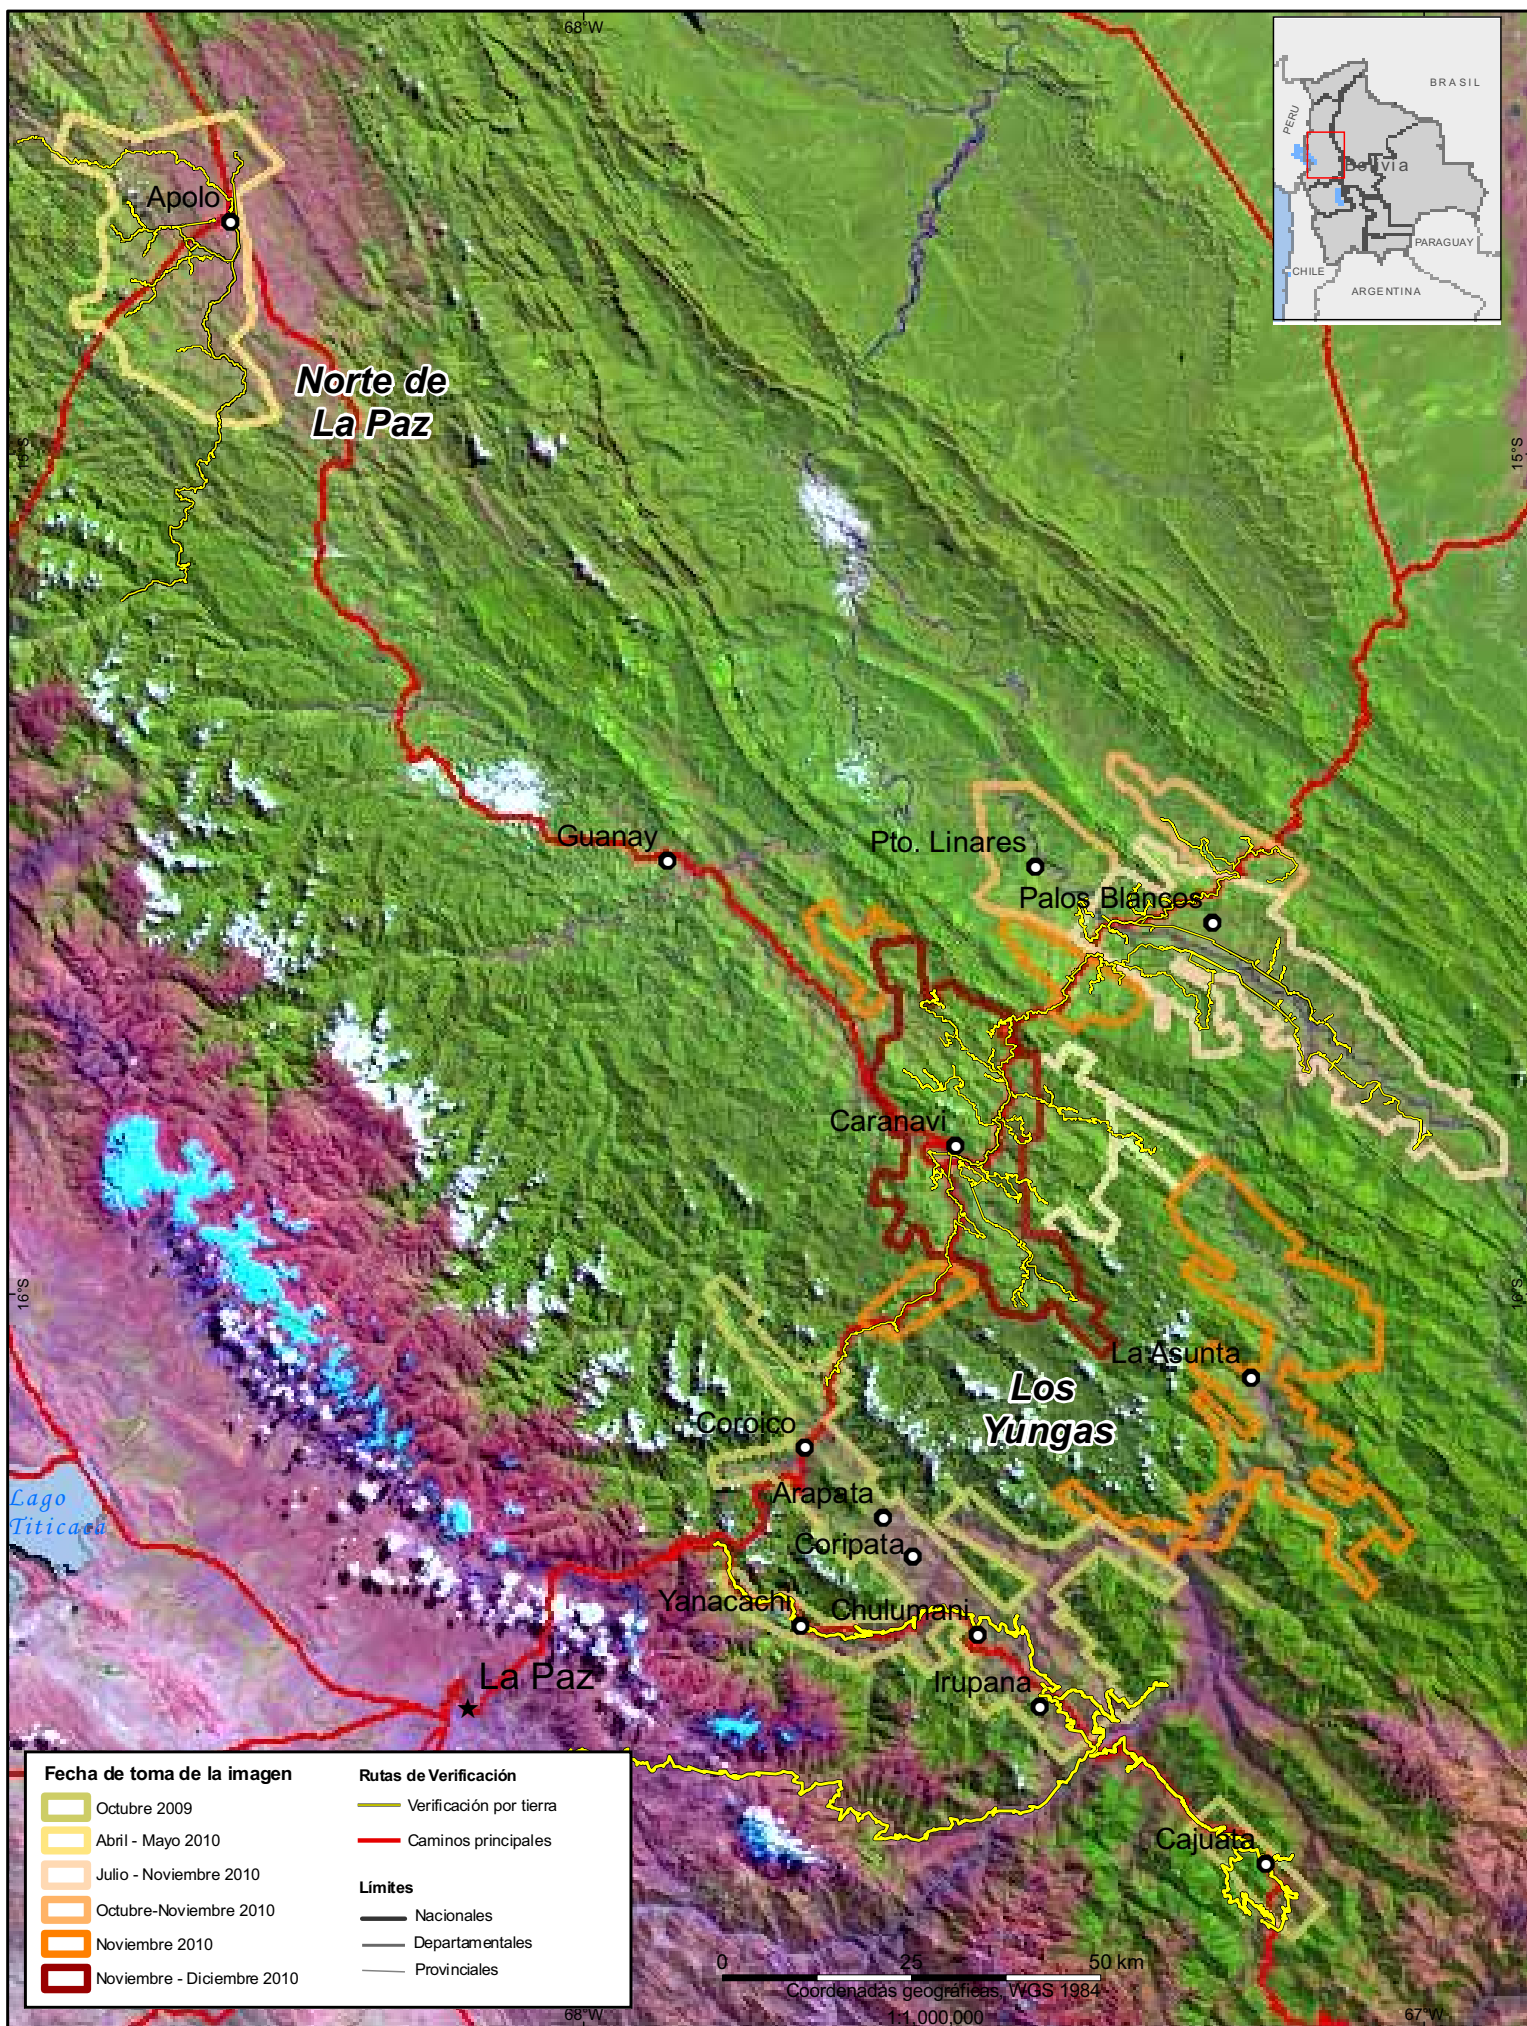 68°W
BRASIL
PERU
Bolivia
PARAGUAY
CHILE
ARGENTINA
Apolo
Norte de
La Paz
15°S
15°S
Guanay
Pto. Linares
Palos Blancos
Caranavi
16°S
16°S
La Asunta
Los
Yungas
Coroico
Lago
Titicaca
Arapata
Coripata
Yanacachi
Chulumani
Irupana
La Paz
Cajuata
Fecha de toma de la imagen
Octubre 2009
Abril - Mayo 2010
Julio - Noviembre 2010
Octubre-Noviembre 2010
Noviembre 2010
Noviembre - Diciembre 2010
Rutas de Verificación
Verificación por tierra
Caminos principales
Límites
Nacionales
Departamentales
Provinciales
0 25 50 km
Coordenadas geográficas, WGS 1984
1:1.000.000
68°W
67°W